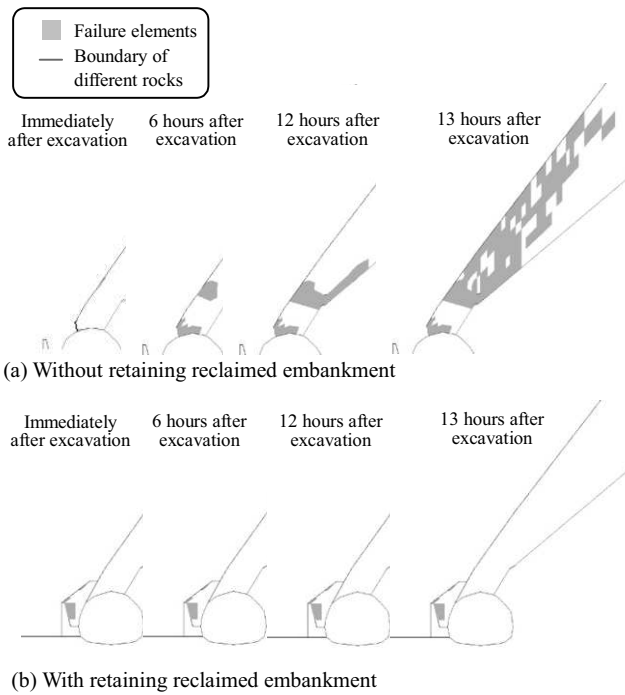 Failure elements
Boundary of
different rocks
Immediately
after excavation
6 hours after
excavation
12 hours after
excavation
13 hours after
excavation
(a) Without retaining reclaimed embankment
Immediately
after excavation
6 hours after
excavation
12 hours after
excavation
13 hours after
excavation
(b) With retaining reclaimed embankment